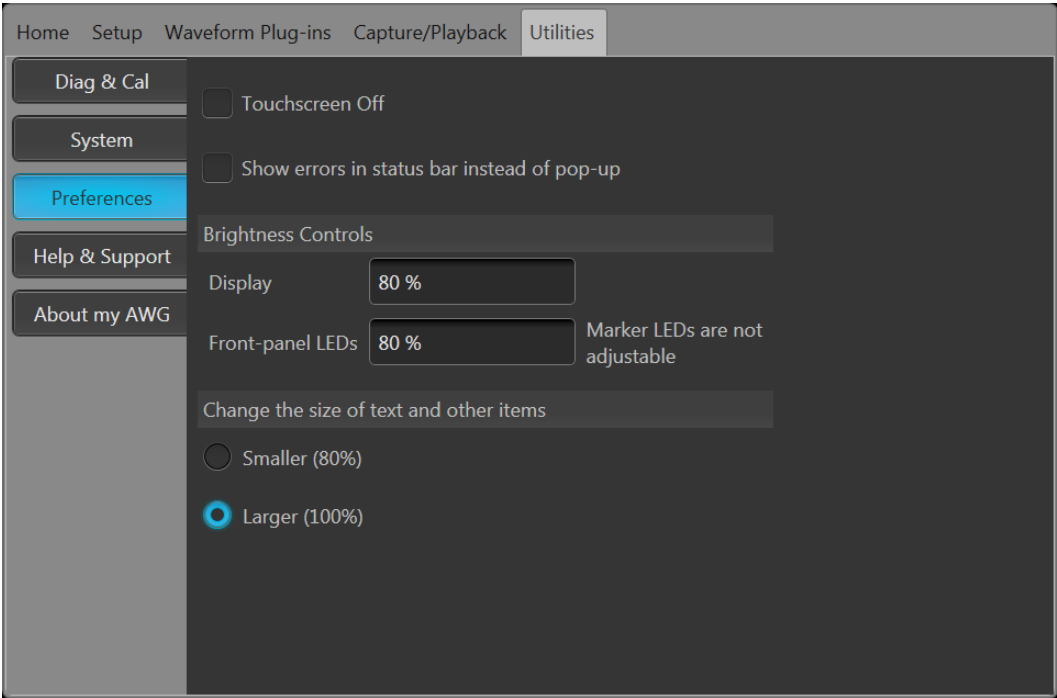 Home Setup Waveform Plug-ins Capture/Playback Utilities
Diag & Cal
System
Preferences
Help & Support
About my AWG
Touchscreen Off
Show errors in status bar instead of pop-up
Brightness Controls
Display 80 %
Front-panel LEDs 80 % Marker LEDs are not
adjustable
Change the size of text and other items
Smaller (80%)
Larger (100%)